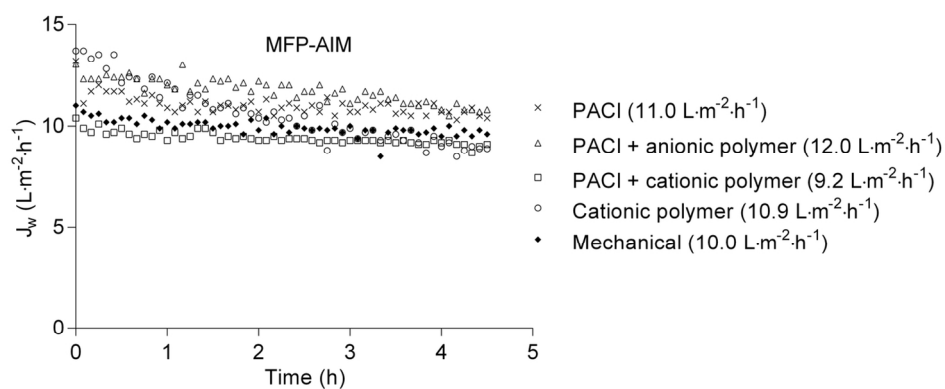 15
MFP-AIM
PACl (11.0 L·m⁻²·h⁻¹)
10
PACl + anionic polymer (12.0 L·m⁻²·h⁻¹)
PACl + cationic polymer (9.2 L·m⁻²·h⁻¹)
Cationic polymer (10.9 L·m⁻²·h⁻¹)
Mechanical (10.0 L·m⁻²·h⁻¹)
5
0
J_w (L·m⁻²·h⁻¹)
0 1 2 3 4 5
Time (h)